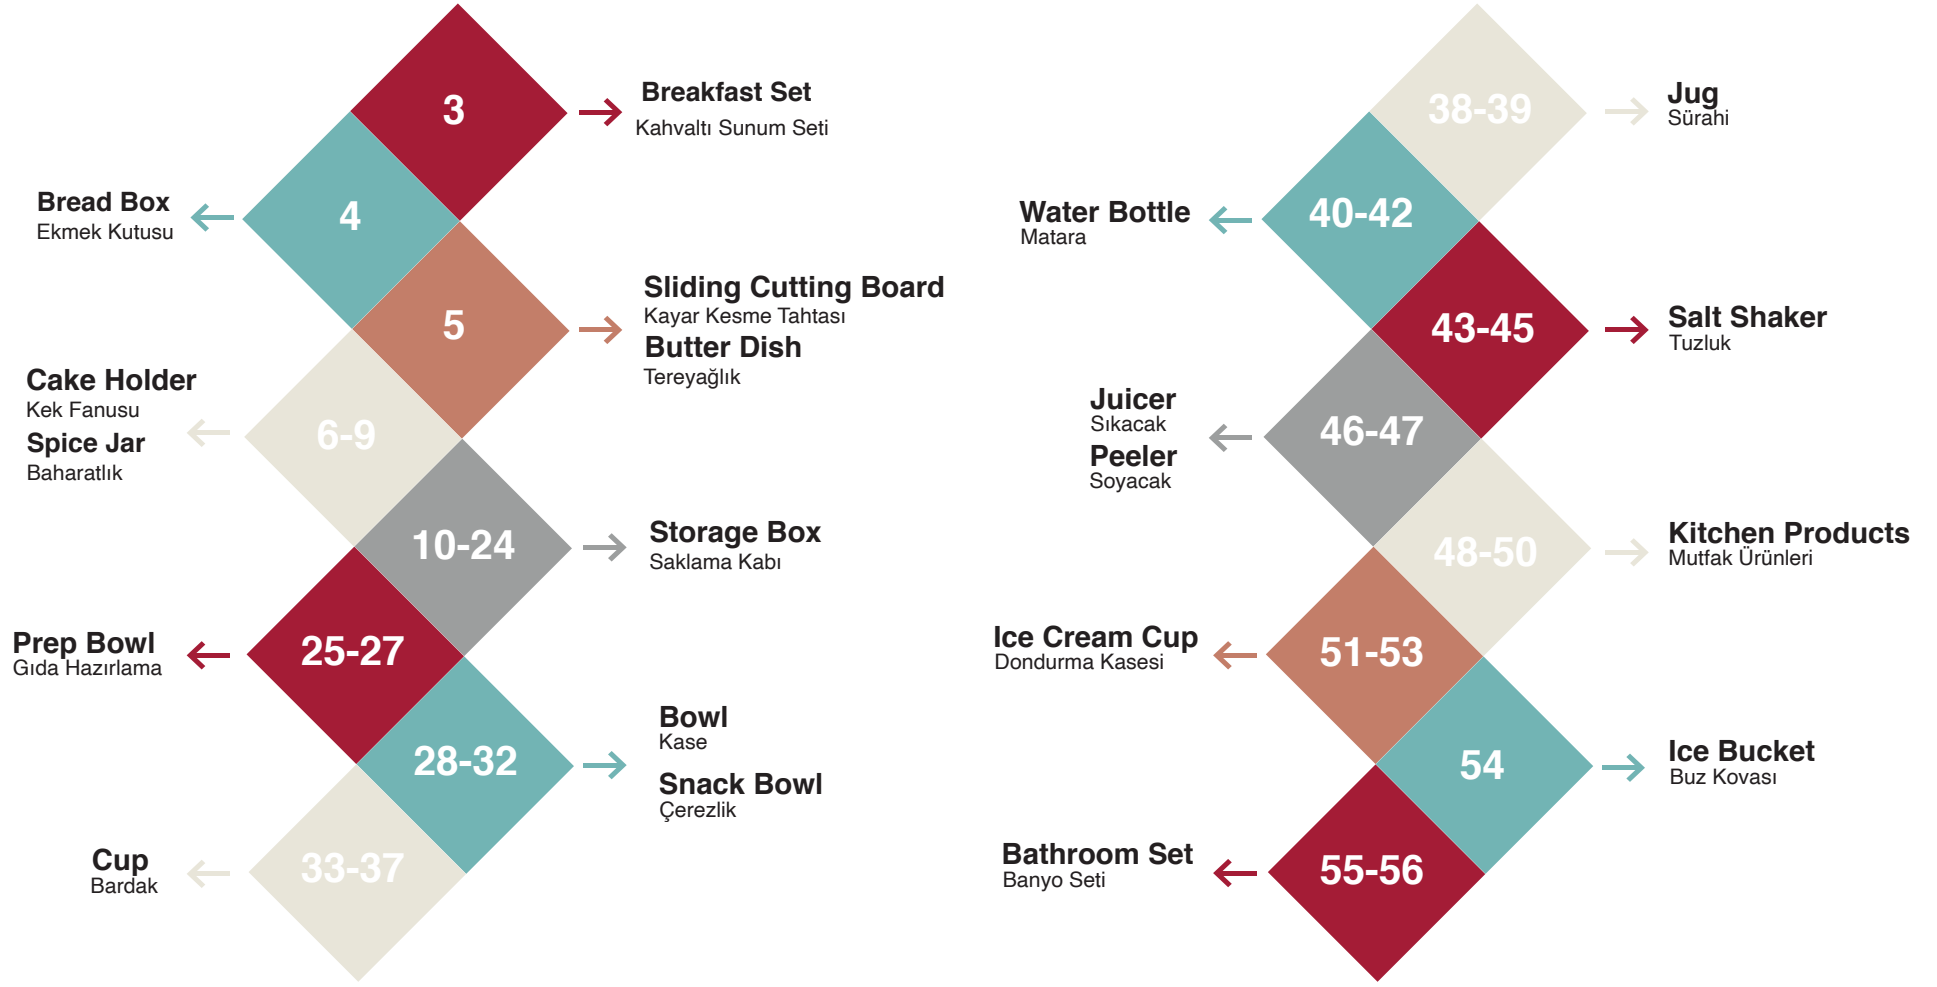 3
Breakfast Set
Kahvaltı Sunum Seti
4
Bread Box
Ekmek Kutusu
5
Sliding Cutting Board
Kayar Kesme Tahtası
Butter Dish
Tereyağlık
6-9
Cake Holder
Kek Fanusu
Spice Jar
Baharatlık
10-24
Storage Box
Saklama Kabı
25-27
Prep Bowl
Gıda Hazırlama
28-32
Bowl
Kase
Snack Bowl
Çerezlik
33-37
Cup
Bardak
38-39
Jug
Sürahi
40-42
Water Bottle
Matara
43-45
Salt Shaker
Tuzluk
46-47
Juicer
Sıkacak
Peeler
Soyacak
48-50
Kitchen Products
Mutfak Ürünleri
51-53
Ice Cream Cup
Dondurma Kasesi
54
Ice Bucket
Buz Kovası
55-56
Bathroom Set
Banyo Seti